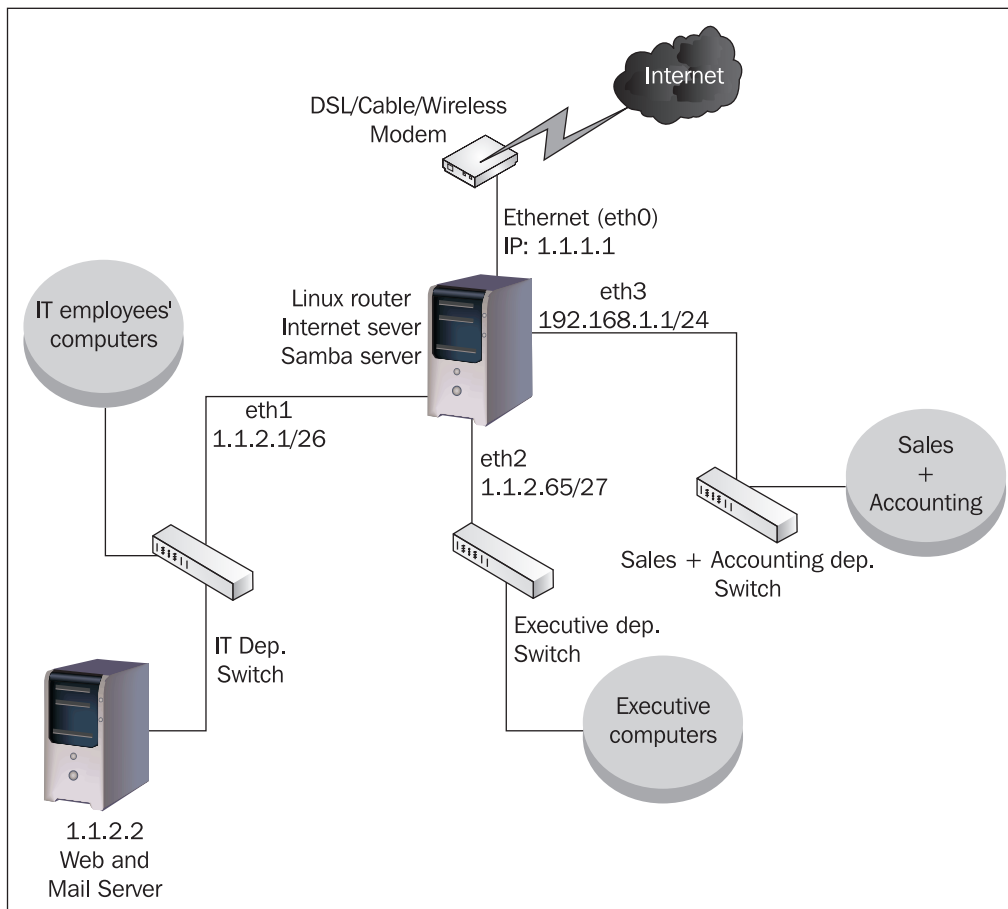 Internet
DSL/Cable/Wireless
Modem
Ethernet (eth0)
IP: 1.1.1.1
Linux router
Internet sever
Samba server
eth3
192.168.1.1/24
IT employees'
computers
eth1
1.1.2.1/26
eth2
1.1.2.65/27
Sales
+
Accounting
Sales + Accounting dep.
Switch
IT Dep.
Switch
Executive dep.
Switch
Executive
computers
1.1.2.2
Web and
Mail Server